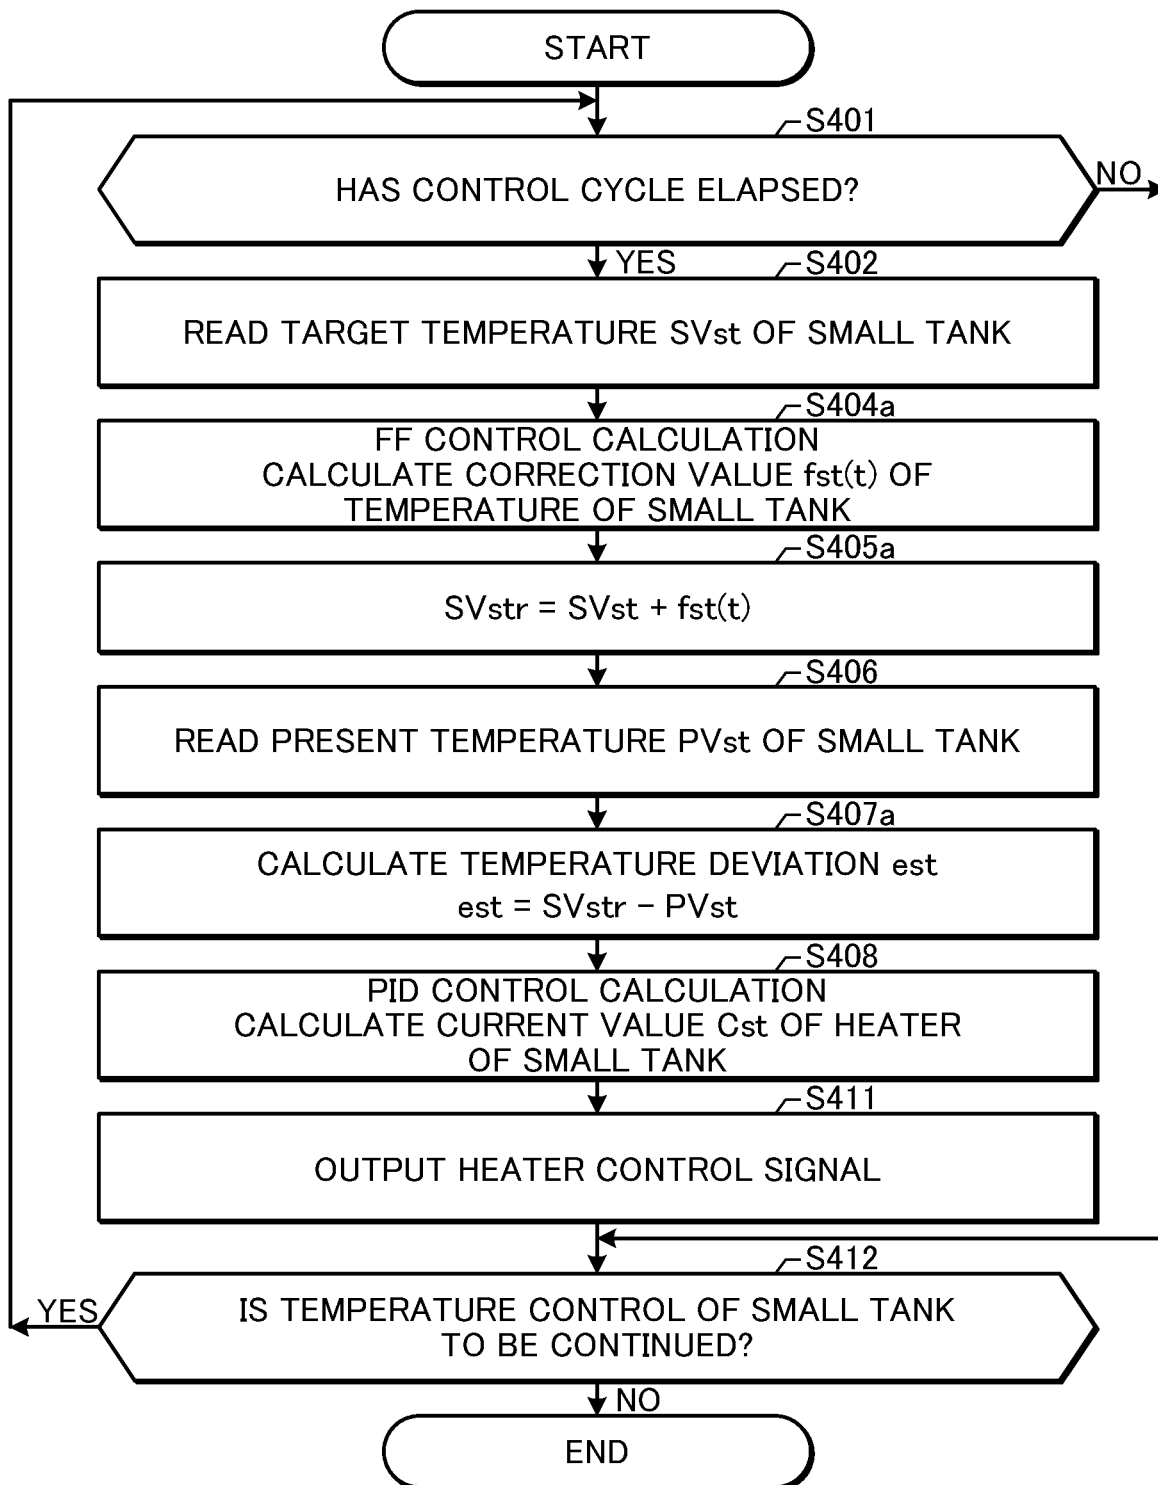 START
S401
HAS CONTROL CYCLE ELAPSED?
NO
YES
S402
READ TARGET TEMPERATURE SVst OF SMALL TANK
S404a
FF CONTROL CALCULATION
CALCULATE CORRECTION VALUE fst(t) OF
TEMPERATURE OF SMALL TANK
S405a
SVstr = SVst + fst(t)
S406
READ PRESENT TEMPERATURE PVst OF SMALL TANK
S407a
CALCULATE TEMPERATURE DEVIATION est
est = SVstr - PVst
S408
PID CONTROL CALCULATION
CALCULATE CURRENT VALUE Cst OF HEATER
OF SMALL TANK
S411
OUTPUT HEATER CONTROL SIGNAL
S412
YES
IS TEMPERATURE CONTROL OF SMALL TANK
TO BE CONTINUED?
NO
END